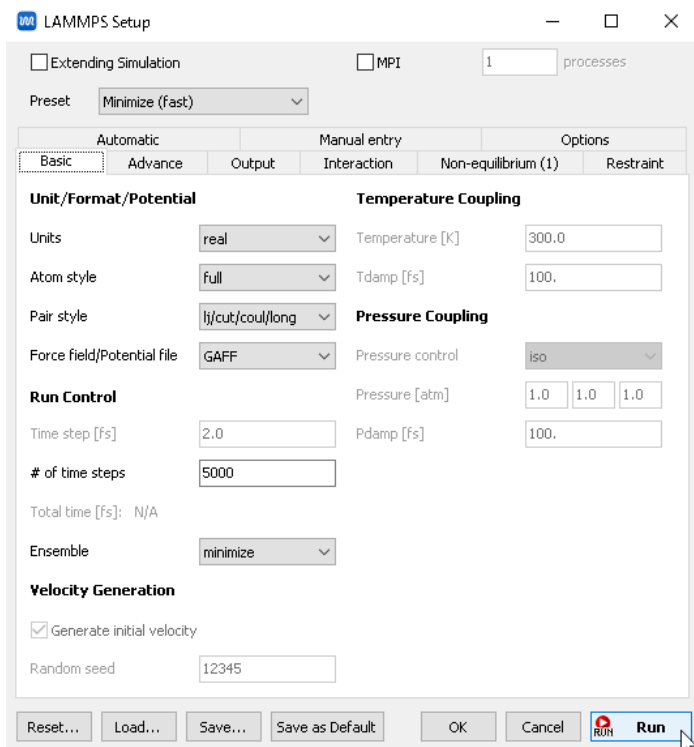 LAMMPS Setup
Extending Simulation MPI 1 processes
Preset Minimize (fast)
Automatic Manual entry Options
Basic Advance Output Interaction Non-equilibrium (1) Restraint
Unit/Format/Potential
Units real
Atom style full
Pair style lj/cut/coul/long
Force field/Potential file GAFF
Run Control
Time step [fs] 2.0
# of time steps 5000
Total time [fs]: N/A
Ensemble minimize
Velocity Generation
Generate initial velocity
Random seed 12345
Temperature Coupling
Temperature [K] 300.0
Tdamp [fs] 100.
Pressure Coupling
Pressure control iso
Pressure [atm] 1.0 1.0 1.0
Pdamp [fs] 100.
Reset... Load... Save... Save as Default OK Cancel RUN Run